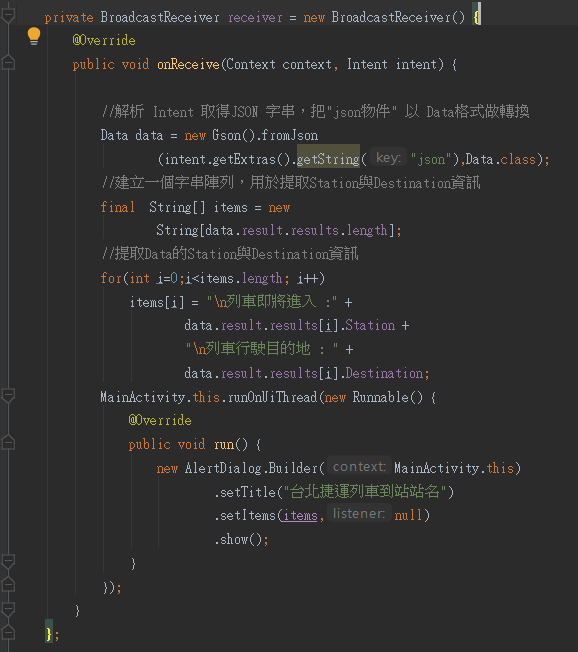 private BroadcastReceiver receiver = new BroadcastReceiver() {
@Override
public void onReceive(Context context, Intent intent) {
//解析 Intent 取得JSON 字串，把"json物件" 以 Data格式做轉換
Data data = new Gson().fromJson
(intent.getExtras().getString( key: "json"),Data.class);
//建立一個字串陣列，用於提取Station與Destination資訊
final  String[] items = new
String[data.result.results.length];
//提取Data的Station與Destination資訊
for(int i=0;i<items.length; i++)
items[i] = "\n列車即將進入 :" +
data.result.results[i].Station +
"\n列車行駛目的地 : " +
data.result.results[i].Destination;
MainActivity.this.runOnUiThread(new Runnable() {
@Override
public void run() {
new AlertDialog.Builder( context: MainActivity.this)
.setTitle("台北捷運列車到站站名")
.setItems(items, listener: null)
.show();
}
});
}
};